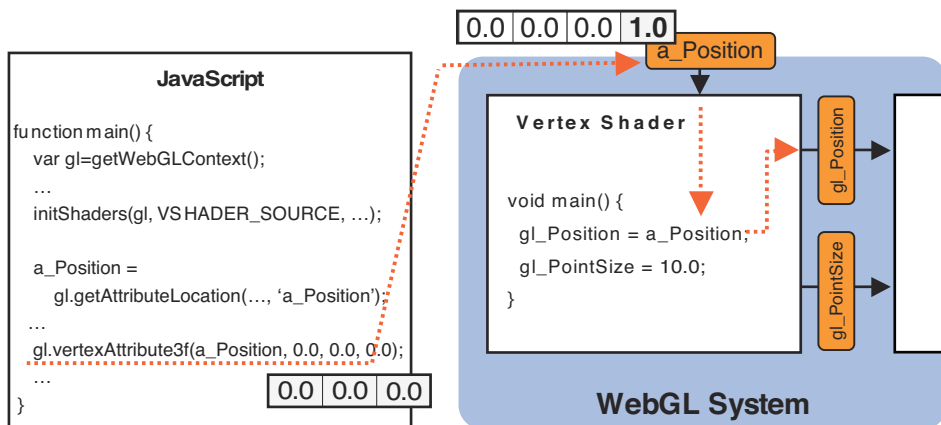 JavaScript
function main() {
var gl=getWebGLContext();
…
initShaders(gl, VSHADER_SOURCE, …);
a_Position =
gl.getAttributeLocation(…, ‘a_Position’);
…
gl.vertexAttribute3f(a_Position, 0.0, 0.0, 0.0);
…
}
0.0 0.0 0.0
0.0 0.0 0.0 1.0
a_Position
Vertex Shader
void main() {
gl_Position = a_Position;
gl_PointSize = 10.0;
}
gl_Position
gl_PointSize
WebGL System